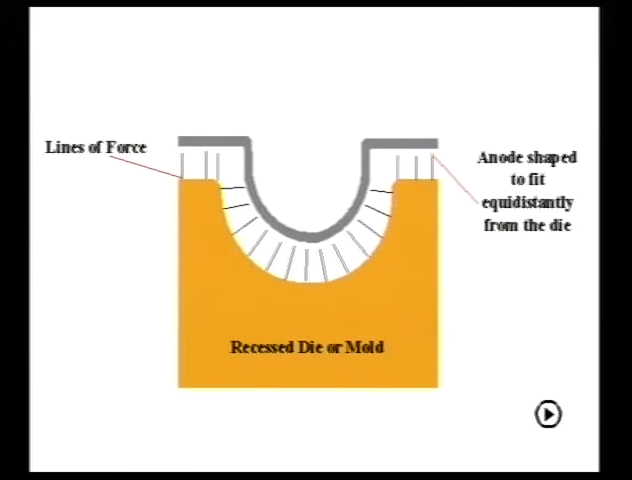 Lines of Force
Anode shaped
to fit
equidistantly
from the die
Recessed Die or Mold